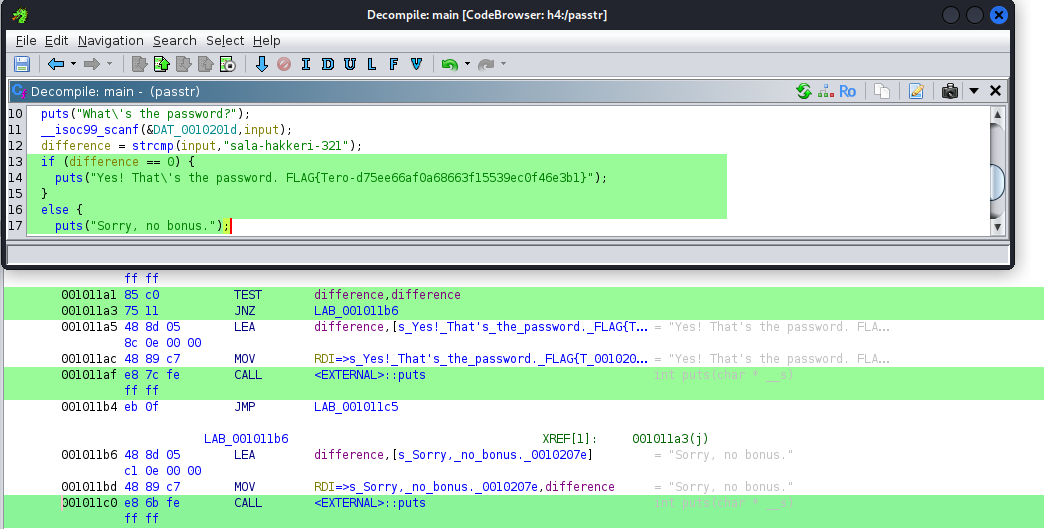 Decompile: main [CodeBrowser: h4:/passtr]
File Edit Navigation Search Help
I D U L F V
Decompile: main - (passtr)
Ro
10 puts("What\'s the password?");
11 __isoc99_scanf(&DAT_0010201d,input);
12 difference = strcmp(input,"sala-hakkeri-321");
13 if (difference == 0) {
14 puts("Yes! That\'s the password. FLAG{Tero-d75ee66af0a68663f15539ec0f46e3b1}");
15 }
16 else {
17 puts("Sorry, no bonus.");
ff ff
001011a1 85 c0 TEST difference,difference
001011a3 75 11 JNZ LAB_001011b6
001011a5 48 8d 05 LEA difference,[s_Yes!_That's_the_password._FLAG{T... = "Yes! That's the password. FLA...
8c 0e 00 00
001011ac 48 89 c7 MOV RDI=>s_Yes!_That's_the_password._FLAG{T_001020... = "Yes! That's the password. FLA...
001011af e8 7c fe CALL <EXTERNAL>::puts int puts(char * __s)
ff ff
001011b4 eb 0f JMP LAB_001011c5
LAB_001011b6 XREF[1]: 001011a3(j)
001011b6 48 8d 05 LEA difference,[s_Sorry,_no_bonus._0010207e] = "Sorry, no bonus."
c1 0e 00 00
001011bd 48 89 c7 MOV RDI=>s_Sorry,_no_bonus._0010207e,difference = "Sorry, no bonus."
001011c0 e8 6b fe CALL <EXTERNAL>::puts int puts(char * __s)
ff ff